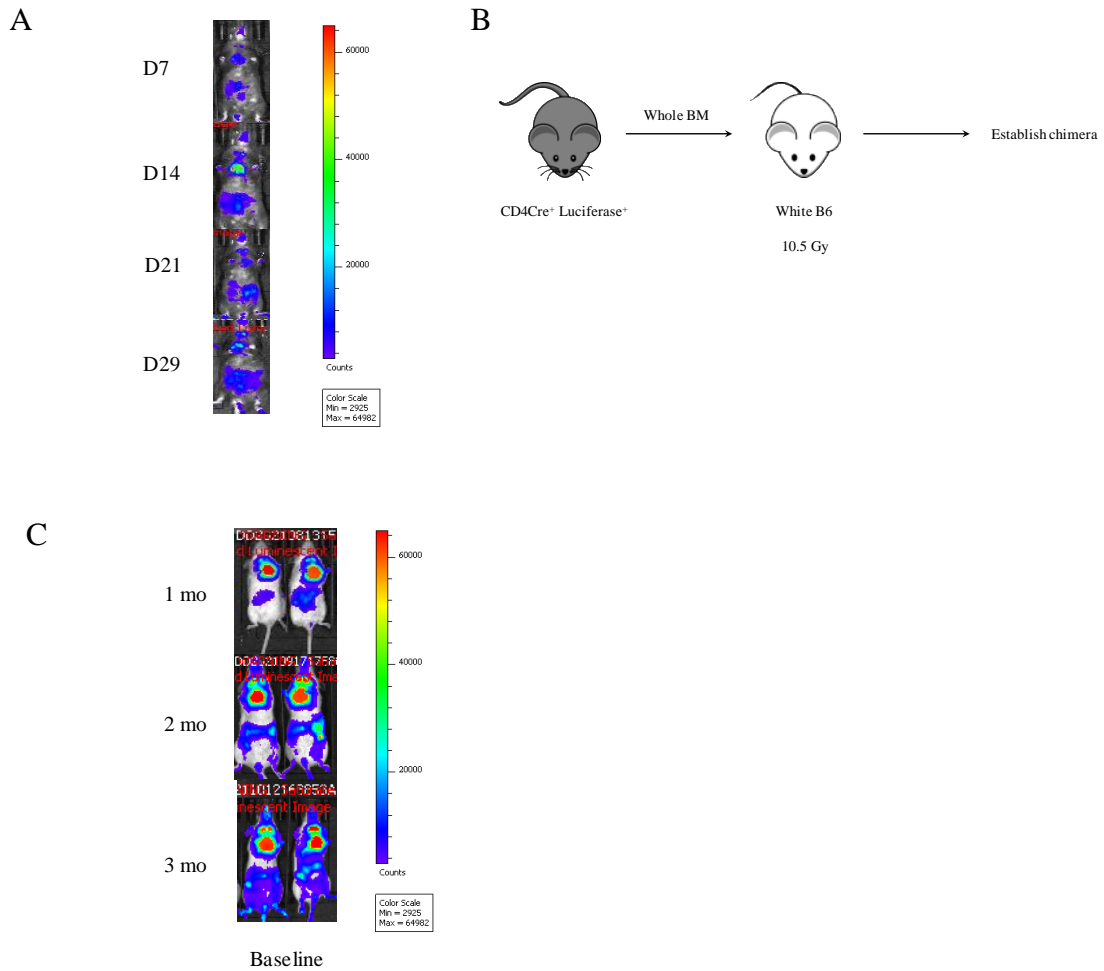 A
D7
D14
D21
D29
60000
40000
20000
Counts
Color Scale
Min = 2925
Max = 64982
B
Whole BM
Establish chimera
CD4Cre⁺ Luciferase⁺
White B6
10.5 Gy
C
1 mo
2 mo
3 mo
60000
40000
20000
Counts
Color Scale
Min = 2925
Max = 64982
Baseline